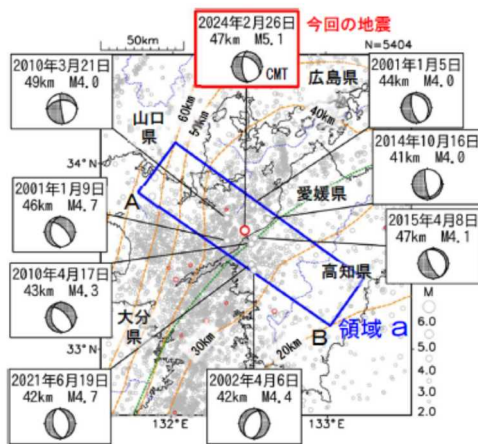 50km
2024年2月26日
47km M5.1
CMT
今回の地震
N=5404
2010年3月21日
49km M4.0
2001年1月5日
44km M4.0
広島県
山口
県
60km
50km
40km
34°N
2014年10月16日
41km M4.0
愛媛県
A
2001年1月9日
46km M4.7
2015年4月8日
47km M4.1
高知県
2010年4月17日
43km M4.3
大分
県
B
領域 a
M
6.0
5.0
4.0
3.0
2.0
33°N
30km
20km
2021年6月19日
42km M4.7
2002年4月6日
42km M4.4
132°E
133°E